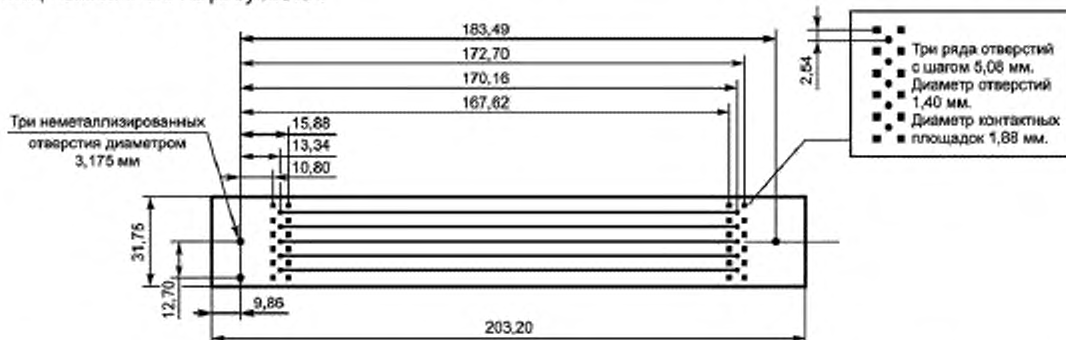 183,49
172,70
170,16
167,62
15,88
13,34
10,80
Три неметаллизированных
отверстия диаметром
3,175 мм
2,54
Три ряда отверстий
с шагом 5,08 мм.
Диаметр отверстий
1,40 мм.
Диаметр контактных
площадок 1,88 мм.
31,75
12,70
9,86
203,20